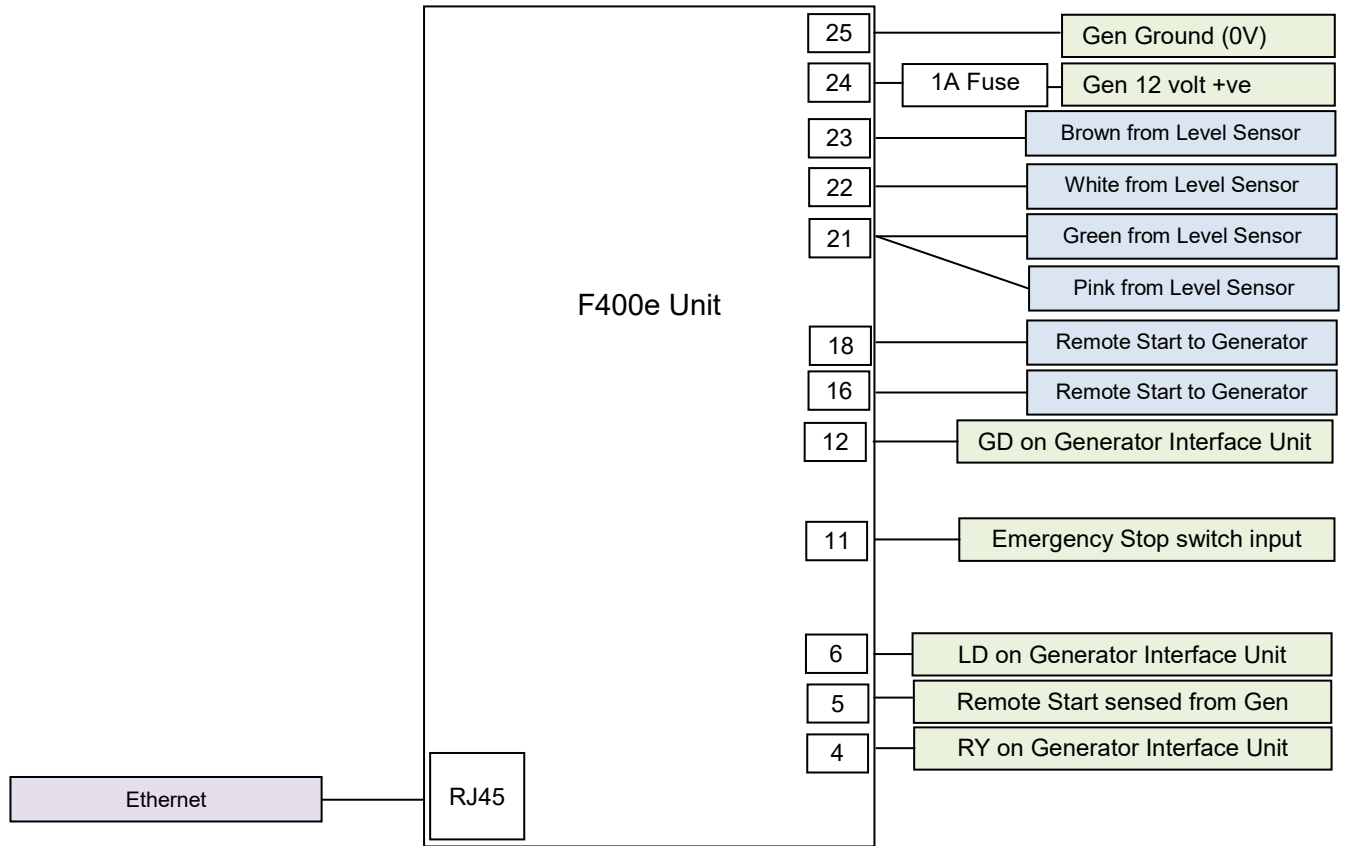 25
Gen Ground (0V)
24
1A Fuse
Gen 12 volt +ve
23
Brown from Level Sensor
22
White from Level Sensor
21
Green from Level Sensor
Pink from Level Sensor
F400e Unit
18
Remote Start to Generator
16
Remote Start to Generator
12
GD on Generator Interface Unit
11
Emergency Stop switch input
6
LD on Generator Interface Unit
5
Remote Start sensed from Gen
4
RY on Generator Interface Unit
Ethernet
RJ45